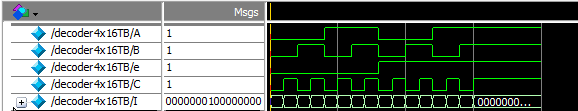 Msgs
/decoder4x16TB/A 1
/decoder4x16TB/B 1
/decoder4x16TB/e 1
/decoder4x16TB/C 1
/decoder4x16TB/I 0000000100000000 0000000...